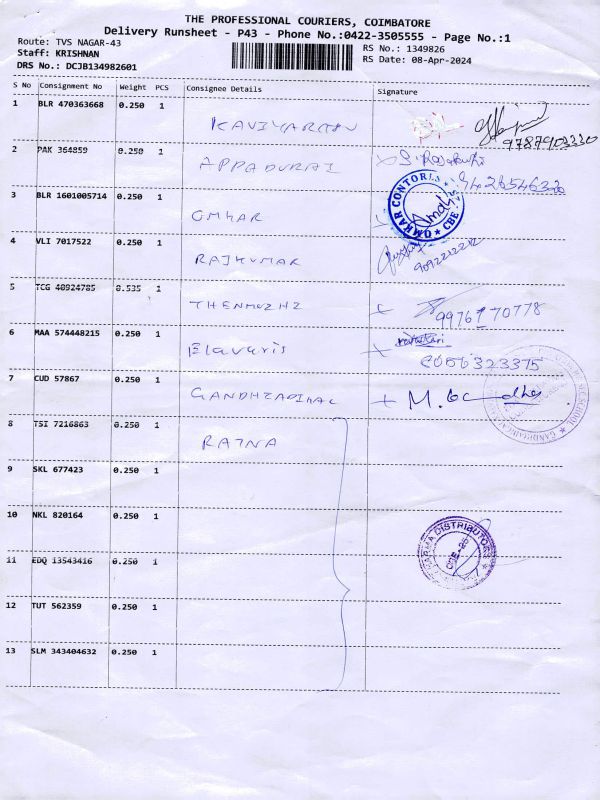 THE PROFESSIONAL COURIERS, COIMBATORE
Delivery Runsheet - P43 - Phone No.:0422-3505555 - Page No.:1
Route: TVS NAGAR-43
Staff: KRISHNAN
DRS No.: DCJB134982601
RS No.: 1349826
RS Date: 08-Apr-2024
S No Consignment No Weight PCS Consignee Details Signature
1 BLR 470363668 0.250 1
9787903330
2 PAK 364859 0.250 1 APPADURAI
3 BLR 1601005714 0.250 1 OMKAR
OMKAR CONTORLS CBE
4 VLI 7017522 0.250 1 RAJKUMAR
5 TCG 40924785 0.535 1 THENMOZHI
99761 70778
6 MAA 574448215 0.250 1 Elavaris
7 CUD 57867 0.250 1
8 TSI 7216863 0.250 1 RATNA
9 SKL 677423 0.250 1
10 NKL 820164 0.250 1
VARMA DISTRIBUTORS
11 EDQ 13543416 0.250 1
12 TUT 562359 0.250 1
13 SLM 343404632 0.250 1